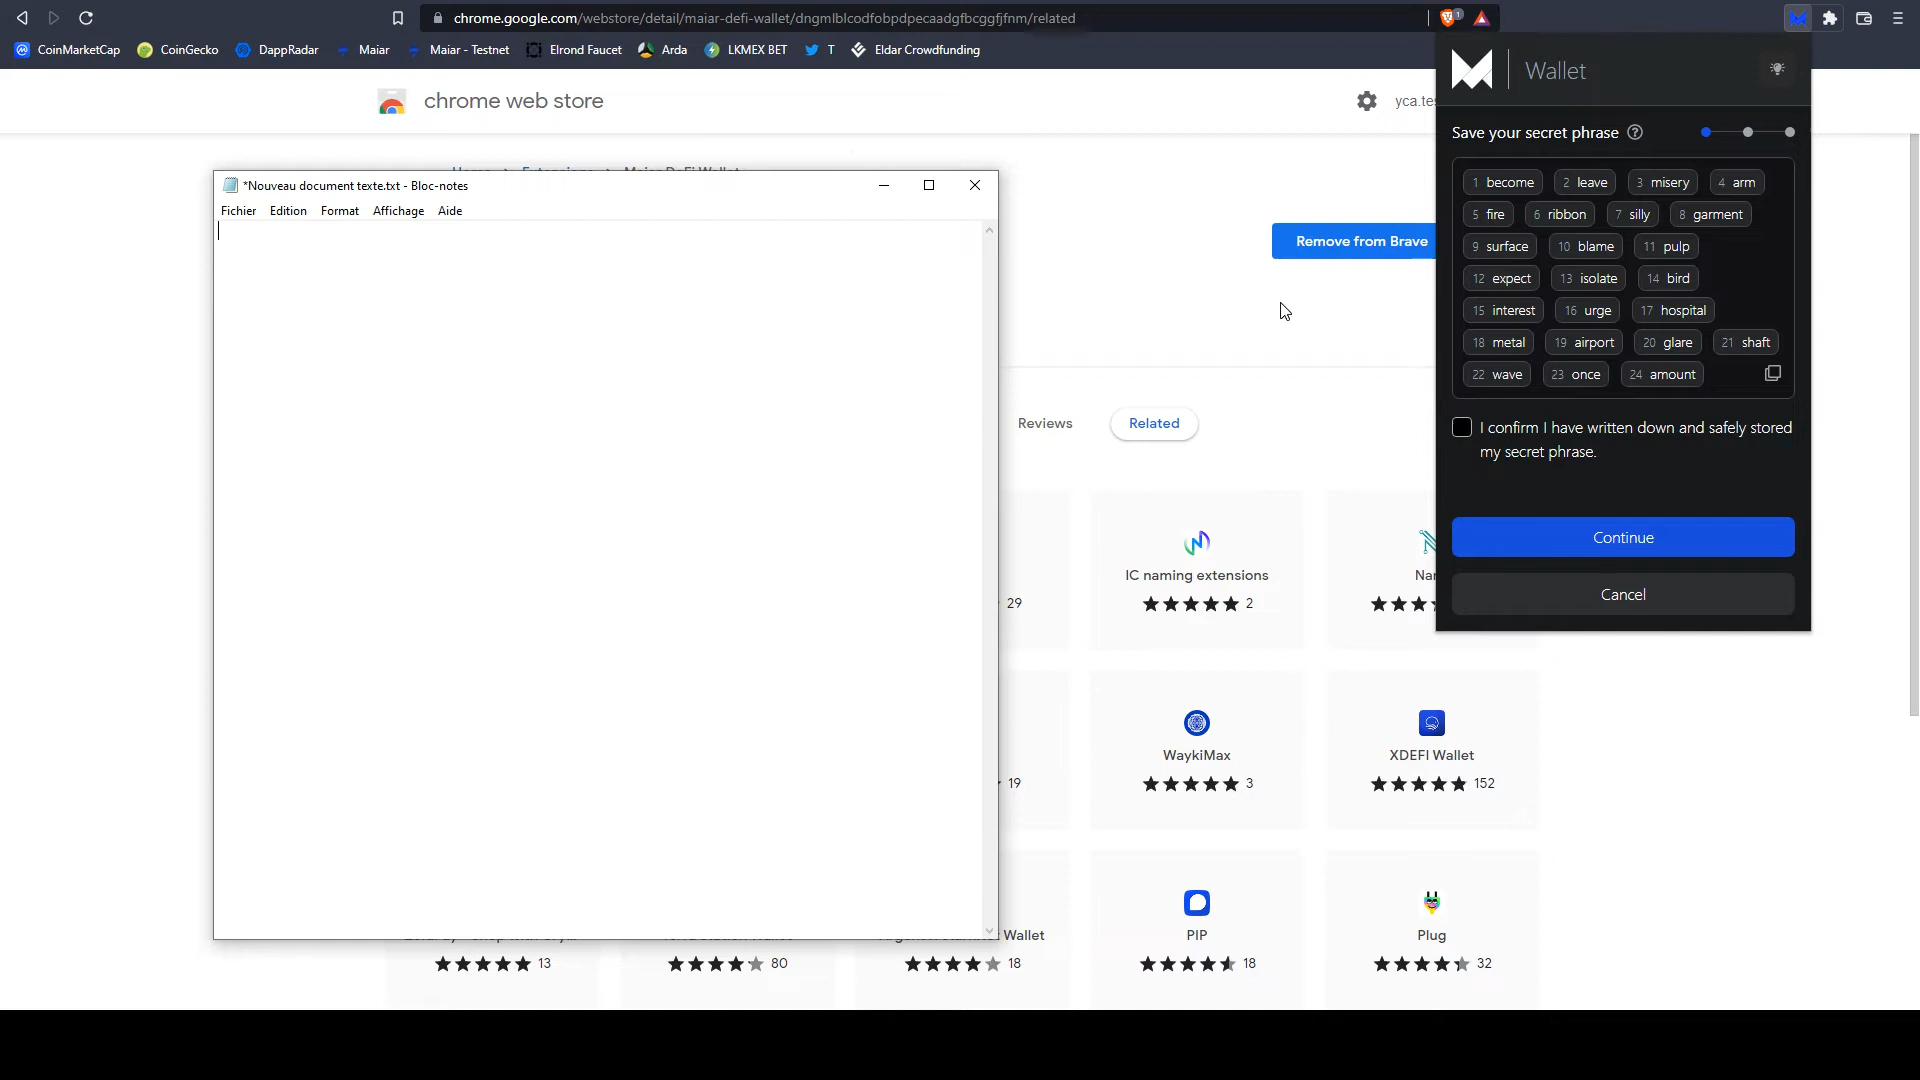 chrome.google.com/webstore/detail/maiar-defi-wallet/dngmlblcodfobpdpecaadgfbcggfjfnm/related
1
CoinMarketCap CoinGecko DappRadar Maiar Maiar - Testnet Elrond Faucet Arda LKMEX BET T Eldar Crowdfunding
Wallet
chrome web store
Save your secret phrase ?
*Nouveau document texte.txt - Bloc-notes
Fichier Edition Format Affichage Aide
Remove from Brave
1 become 2 leave 3 misery 4 arm
5 fire 6 ribbon 7 silly 8 garment
9 surface 10 blame 11 pulp
12 expect 13 isolate 14 bird
15 interest 16 urge 17 hospital
18 metal 19 airport 20 glare 21 shaft
22 wave 23 once 24 amount
I confirm I have written down and safely stored
my secret phrase.
Continue
Cancel
Reviews Related
IC naming extensions
29 2
WaykiMax XDEFI Wallet
19 3 152
Wallet PIP Plug
13 80 18 18 32